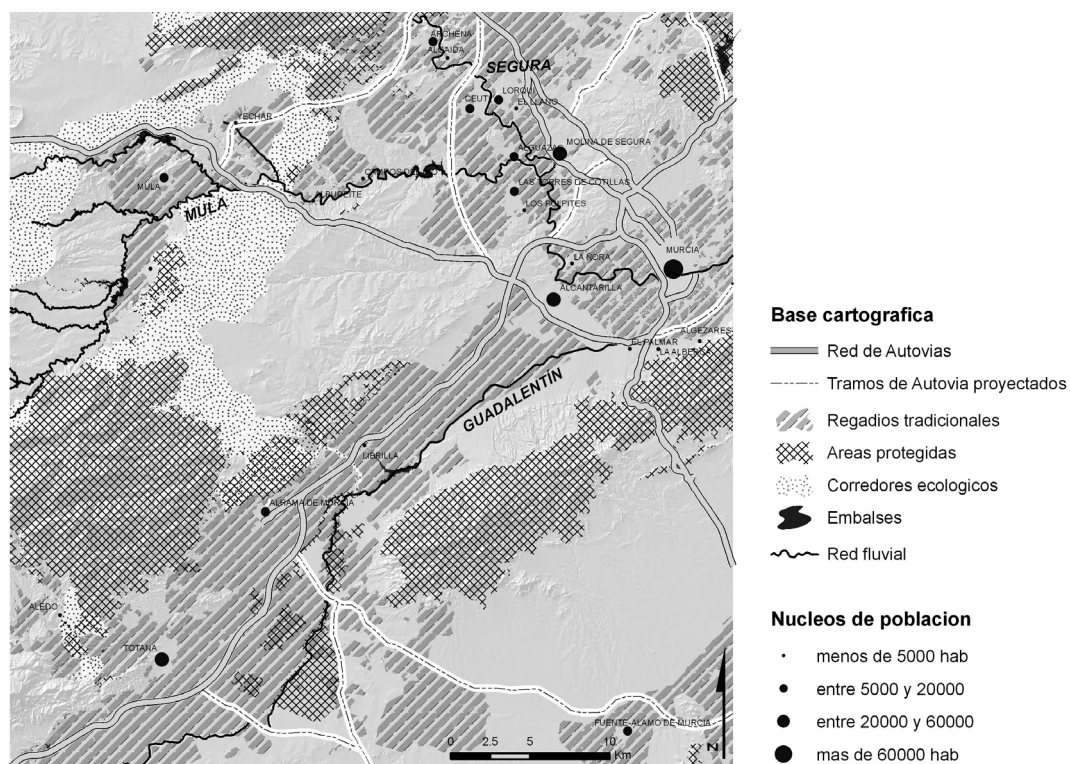 ARCHENA
ALGAIDA
SEGURA
LORQUI
CEUTI
EL LLANO
YECHAR
MOLINA DE SEGURA
ALGUAZAS
MULA
ALBUDEITE
LAS TORRES DE COTILLAS
LOS PULPITES
MULA
MURCIA
LA ÑORA
ALCANTARILLA
ALGEZARES
EL PALMAR
LA ALBERCA
GUADALENTÍN
LIBRILLA
ALHAMA DE MURCIA
ALEDO
TOTANA
FUENTE-ALAMO DE MURCIA
0 2.5 5 10
Km
N
Base cartografica
Red de Autovias
Tramos de Autovia proyectados
Regadios tradicionales
Areas protegidas
Corredores ecologicos
Embalses
Red fluvial
Nucleos de poblacion
menos de 5000 hab
entre 5000 y 20000
entre 20000 y 60000
mas de 60000 hab